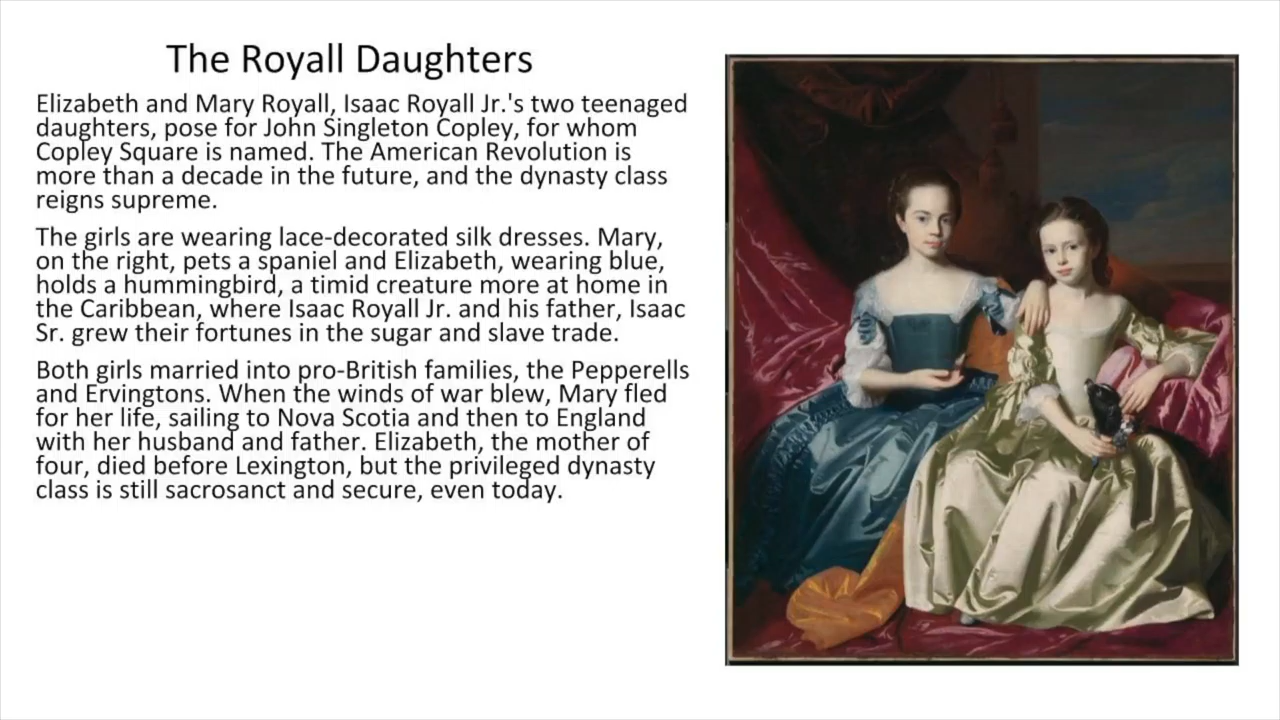 The Royall Daughters
Elizabeth and Mary Royall, Isaac Royall Jr.'s two teenaged
daughters, pose for John Singleton Copley, for whom
Copley Square is named. The American Revolution is
more than a decade in the future, and the dynasty class
reigns supreme.
The girls are wearing lace-decorated silk dresses. Mary,
on the right, pets a spaniel and Elizabeth, wearing blue,
holds a hummingbird, a timid creature more at home in
the Caribbean, where Isaac Royall Jr. and his father, Isaac
Sr. grew their fortunes in the sugar and slave trade.
Both girls married into pro-British families, the Pepperells
and Ervingtons. When the winds of war blew, Mary fled
for her life, sailing to Nova Scotia and then to England
with her husband and father. Elizabeth, the mother of
four, died before Lexington, but the privileged dynasty
class is still sacrosanct and secure, even today.